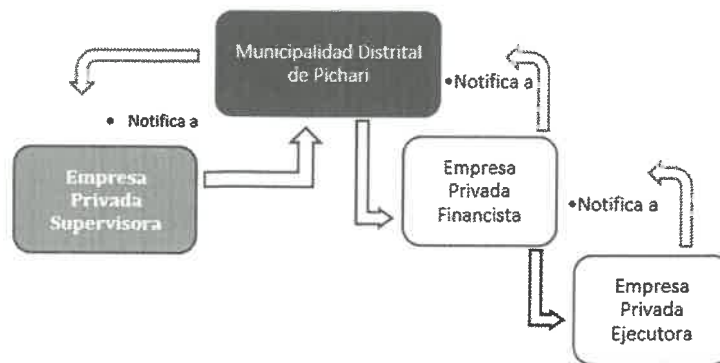 Municipalidad Distrital
de Pichari
• Notifica a
Empresa
Privada
Supervisora
•Notifica a
Empresa
Privada
Financista
•Notifica a
Empresa
Privada
Ejecutora